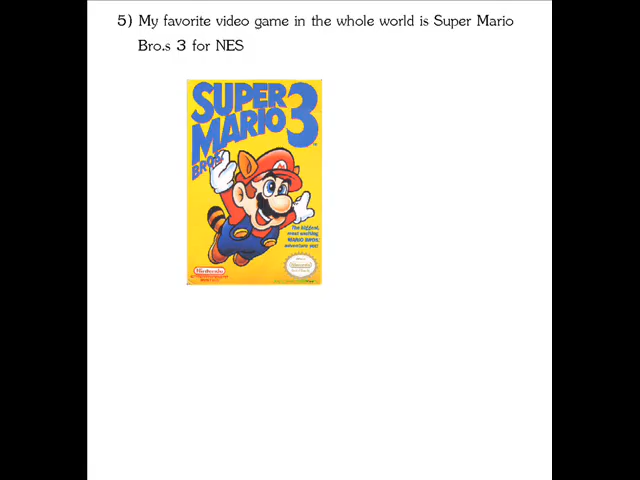 5) My favorite video game in the whole world is Super Mario
Bro.s 3 for NES
SUPER
MARIO 3
BROS.
The biggest,
most exciting
MARIO BROS.
adventure yet!
Nintendo